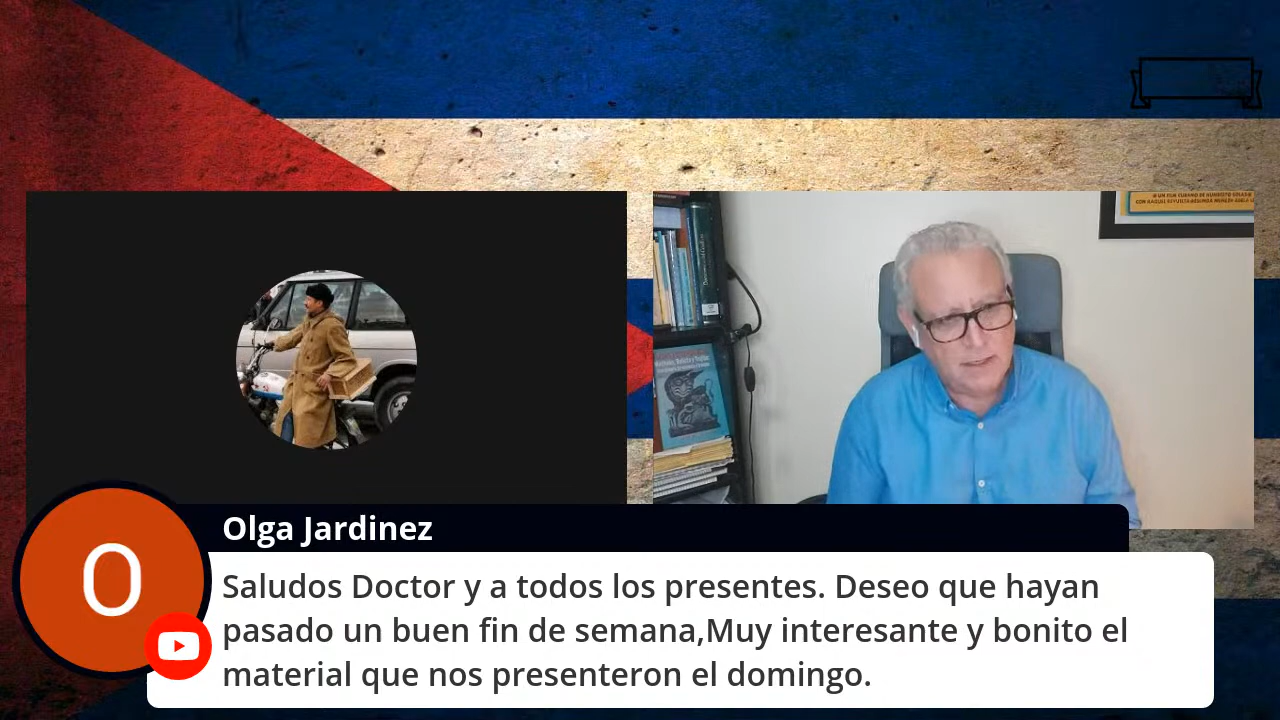 Olga Jardinez
O
Saludos Doctor y a todos los presentes. Deseo que hayan
pasado un buen fin de semana,Muy interesante y bonito el
material que nos presenteron el domingo.